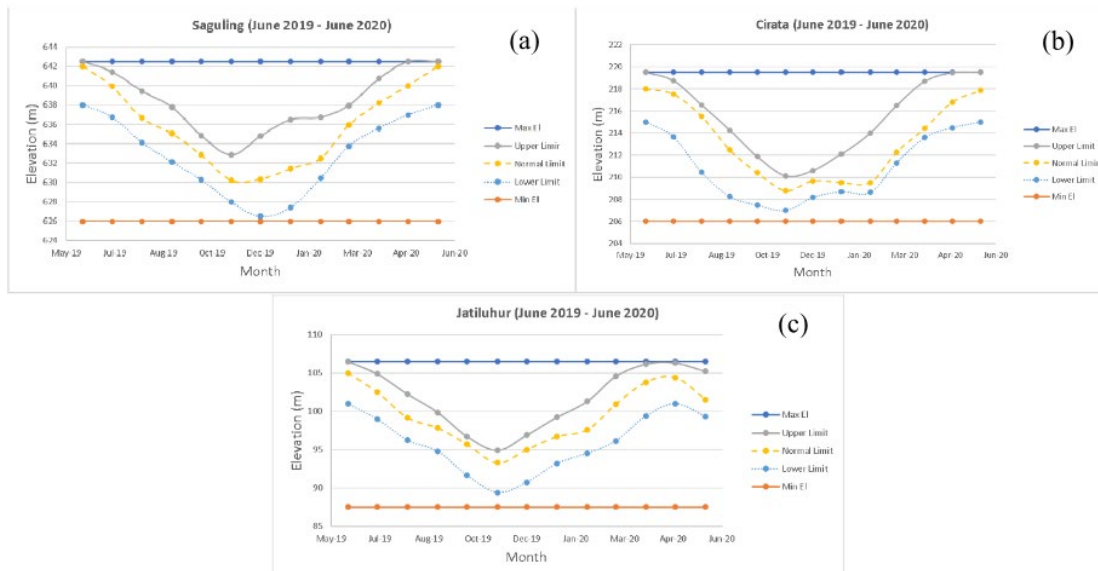 Saguling (June 2019 - June 2020)
(a)
644
642
640
638
636
634
632
630
628
626
624
Elevation (m)
May-19 Jul-19 Aug-19 Oct-19 Dec-19 Jan-20 Mar-20 Apr-20 Jun-20
Month
Max El
Upper Limit
Normal Limit
Lower Limit
Min El
Cirata (June 2019 - June 2020)
(b)
222
220
218
216
214
212
210
208
206
204
Elevation (m)
May-19 Jul-19 Aug-19 Oct-19 Dec-19 Jan-20 Mar-20 Apr-20 Jun-20
Month
Max El
Upper Limit
Normal Limit
Lower Limit
Min El
Jatiluhur (June 2019 - June 2020)
(c)
110
105
100
95
90
85
Elevation (m)
May-19 Jul-19 Aug-19 Oct-19 Dec-19 Jan-20 Mar-20 Apr-20 Jun-20
Month
Max El
Upper Limit
Normal Limit
Lower Limit
Min El